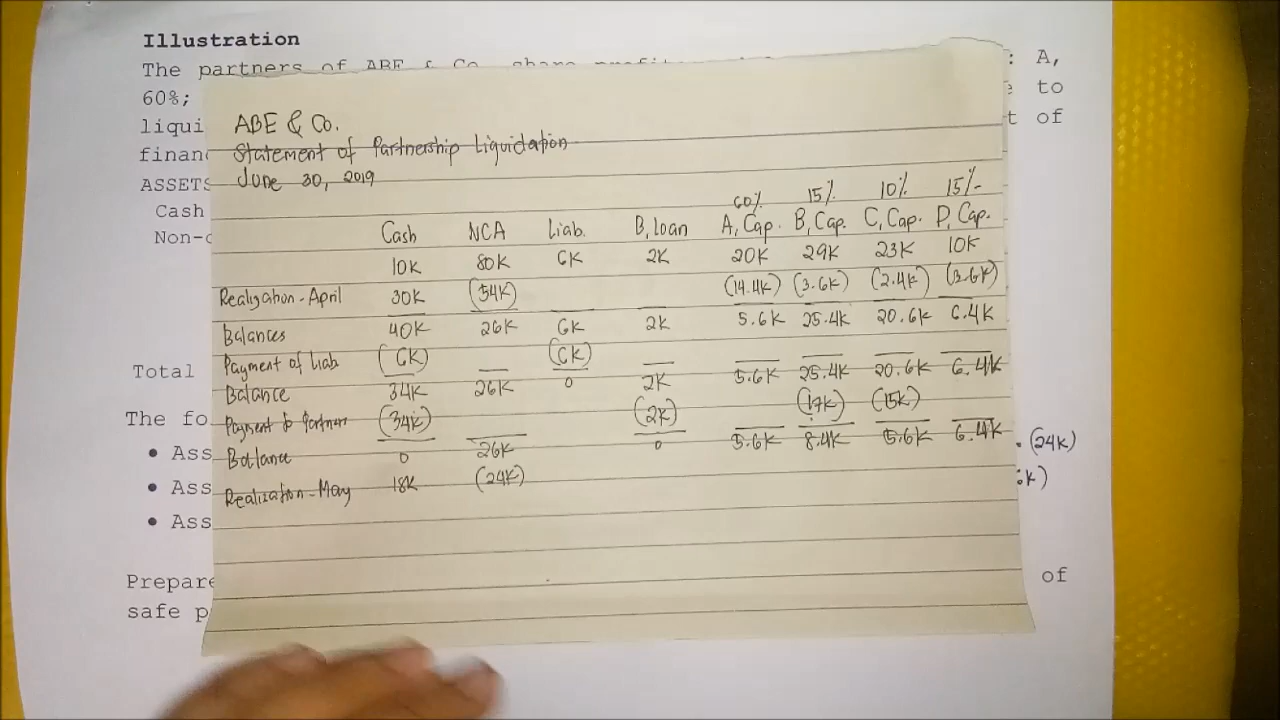 Illustration
The partners of ABE & Co. share : A,
60%; e to
liqui t of
financ
ASSETS
Cash
Non-c
Total
The fo
• Ass . (24K)
• Ass 6k)
• Ass
Prepare of
safe p
ABE & Co.
Statement of Partnership Liquidation
June 30, 2019
60% 15% 10% 15%
Cash NCA Liab. B, loan A, Cap. B, Cap. C, Cap. D, Cap.
10K 80K 6K 2K 20K 29K 23K 10K
Realization - April 30K (54K) (14.4K) (3.6K) (2.4K) (3.6K)
Balances 40K 26K 6K 2K 5.6K 25.4K 20.6K 6.4K
Payment of Liab (6K) (6K)
Balance 34K 26K 0 2K 5.6K 25.4K 20.6K 6.4K
Payment to Partners (34K) (2K) (17K) (15K)
Balance 0 26K 0 5.6K 8.4K 5.6K 6.4K
Realization - May 18K (24K)